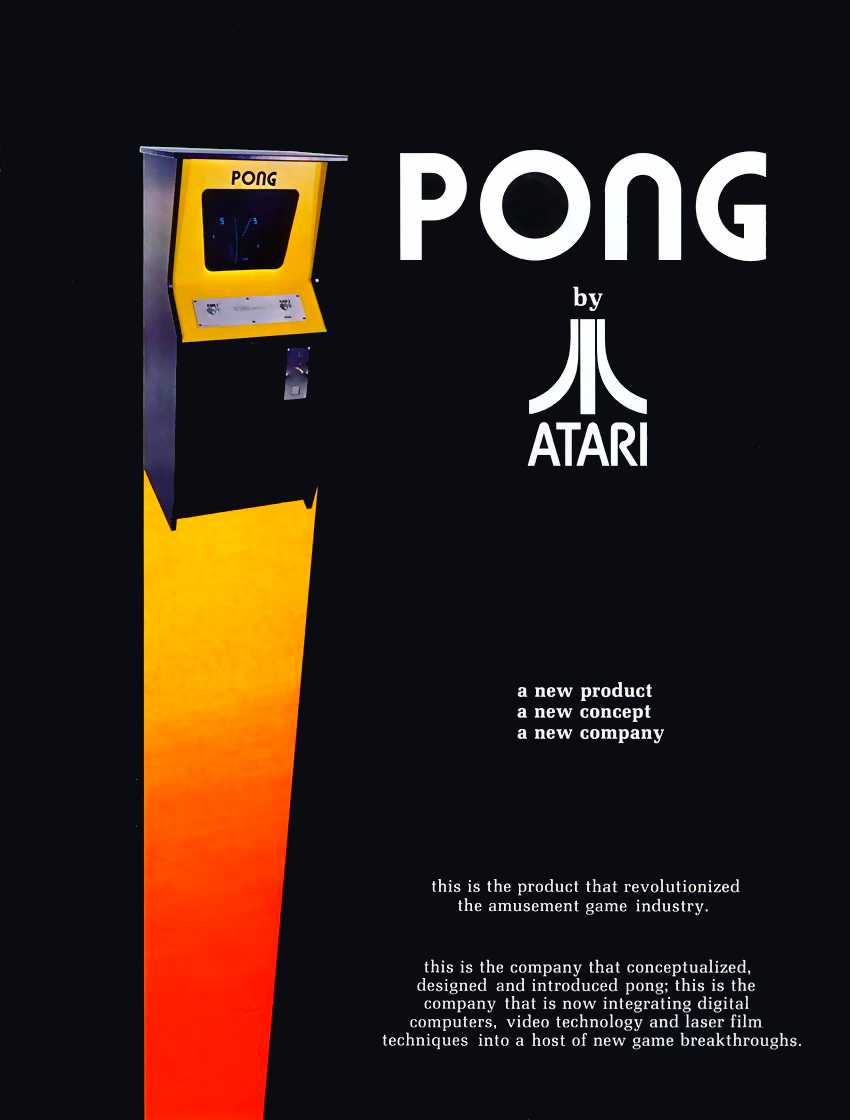 PONG
5 3
PONG
by
ATARI
a new product
a new concept
a new company
this is the product that revolutionized
the amusement game industry.
this is the company that conceptualized,
designed and introduced pong; this is the
company that is now integrating digital
computers, video technology and laser film
techniques into a host of new game breakthroughs.